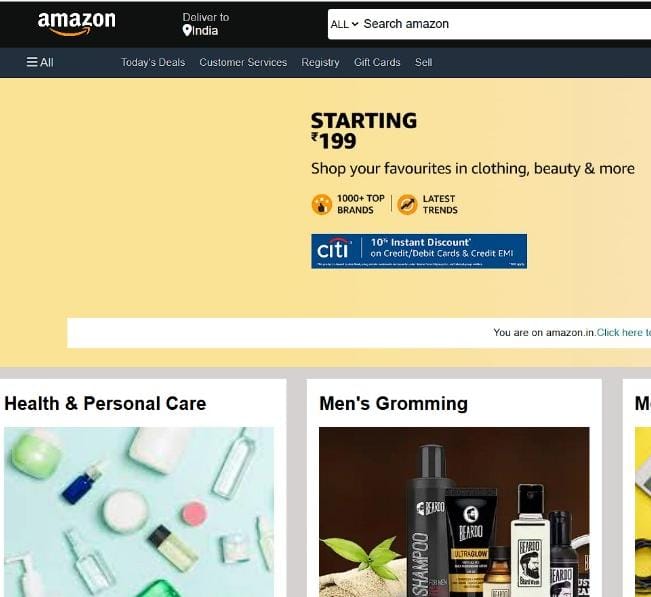 amazon
Deliver to
India
ALL Search amazon
All Today's Deals Customer Services Registry Gift Cards Sell
STARTING
₹199
Shop your favourites in clothing, beauty & more
1000+ TOP
BRANDS
LATEST
TRENDS
citi
10% Instant Discount*
on Credit/Debit Cards & Credit EMI
You are on amazon.in.Click here
Health & Personal Care
Men's Gromming
BEARDO
SHAMPOO
FOR MEN
BEARDO
ULTRAGLOW
BEARDO
BEARDO